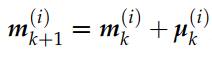 m_{k+1}^{(i)} = m_k^{(i)} + μ_k^{(i)}